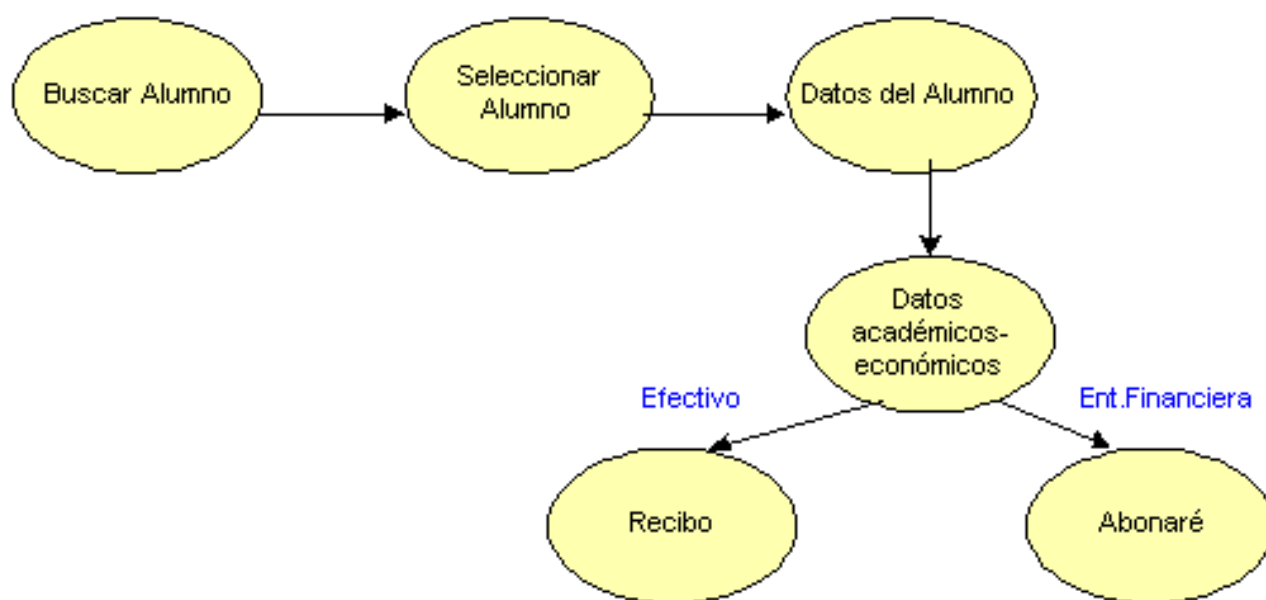 Buscar Alumno
Seleccionar
Alumno
Datos del Alumno
Datos
académicos-
económicos
Efectivo
Ent.Financiera
Recibo
Abonaré